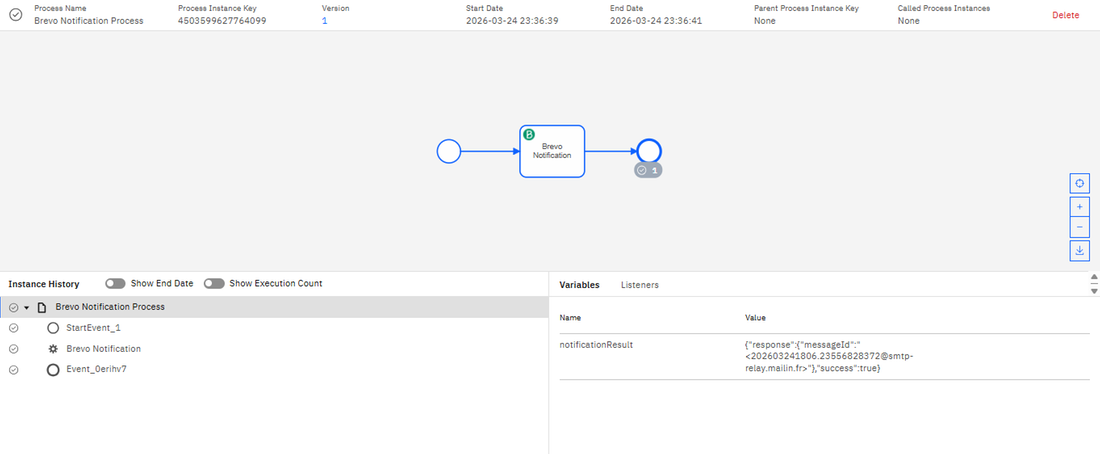 Process Name
Process Instance Key
Version
Start Date
End Date
Parent Process Instance Key
Called Process Instances
Brevo Notification Process
4503599627764099
1
2026-03-24 23:36:39
2026-03-24 23:36:41
None
None
Delete
B
Brevo
Notification
1
Instance History
Show End Date
Show Execution Count
Brevo Notification Process
StartEvent_1
Brevo Notification
Event_0erihv7
Variables
Listeners
Name
Value
notificationResult
{"response":{"messageId":"
<202603241806.23556828372@smtp-
relay.mailin.fr>"},"success":true}